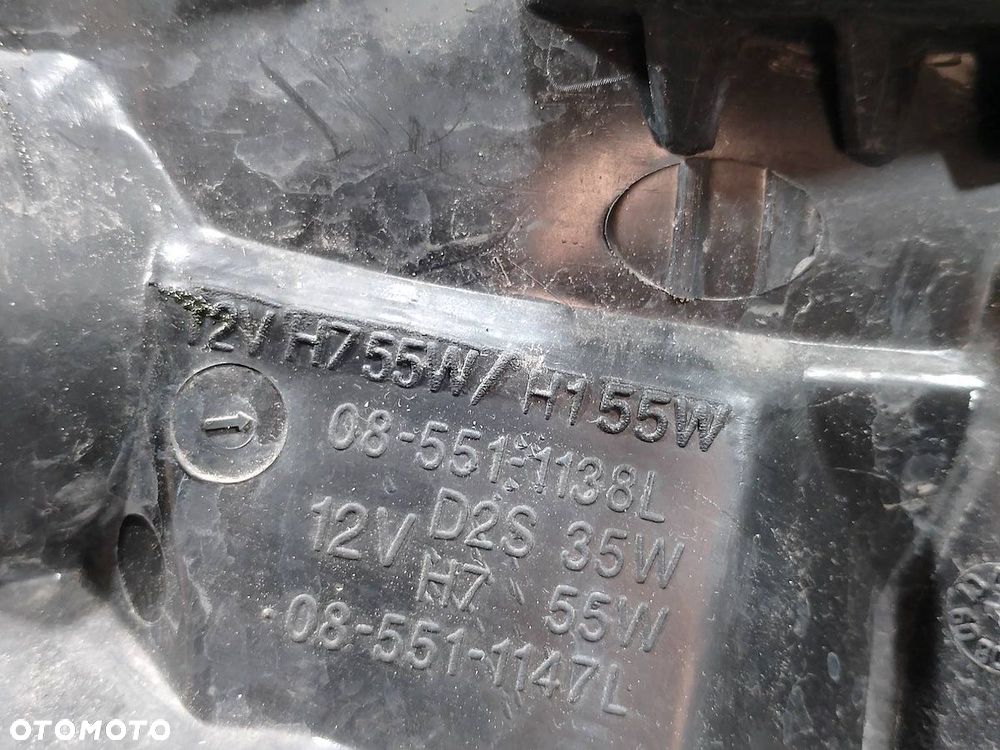 12V H7 55W / H1 55W
08-551-1138L
D2S 35W
12V H7 55W
08-551-1147L
OTOMOTO